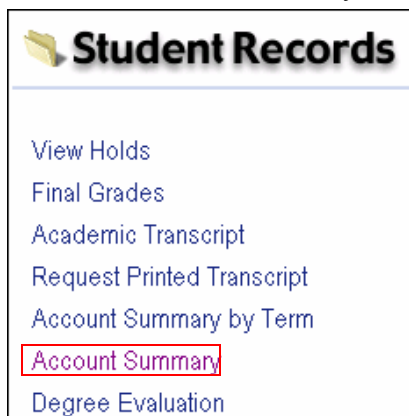 Student Records
View Holds
Final Grades
Academic Transcript
Request Printed Transcript
Account Summary by Term
Account Summary
Degree Evaluation